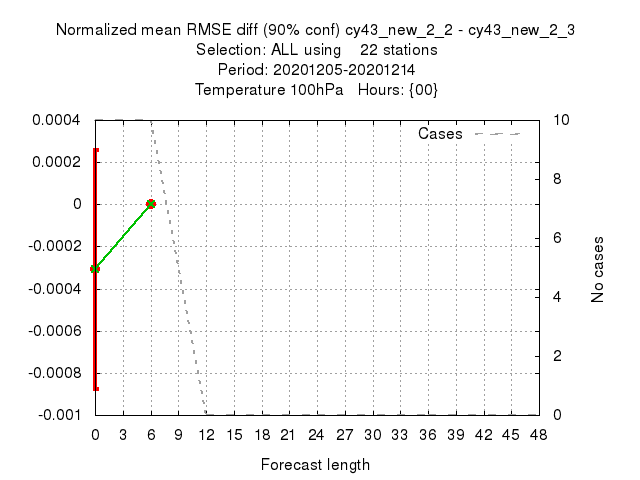 Normalized mean RMSE diff (90% conf) cy43_new_2_2 - cy43_new_2_3
Selection: ALL using 22 stations
Period: 20201205-20201214
Temperature 100hPa Hours: {00}
Cases
0.0004
0.0002
0
-0.0002
-0.0004
-0.0006
-0.0008
-0.001
10
8
6
4
2
0
No cases
0 3 6 9 12 15 18 21 24 27 30 33 36 39 42 45 48
Forecast length